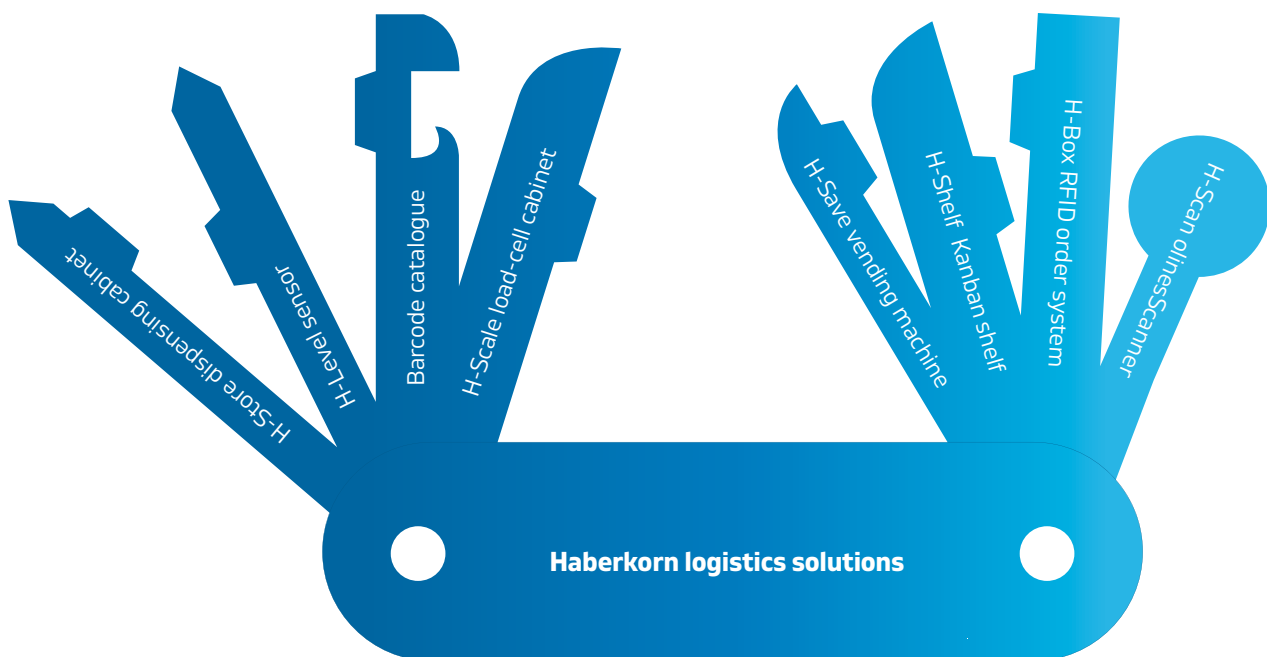 H-Store dispensing cabinet
H-Level sensor
Barcode catalogue
H-Scale load-cell cabinet
H-Save vending machine
H-Shelf Kanban shelf
H-Box RFID order system
H-Scan olinesScanner
Haberkorn logistics solutions